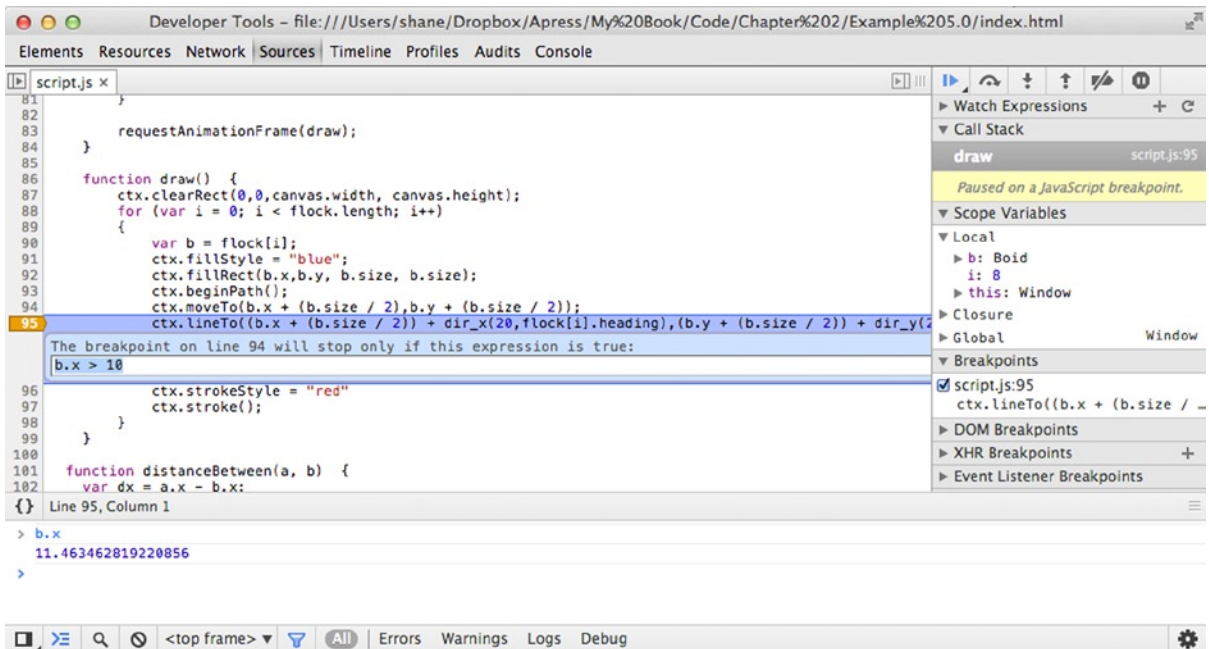 Developer Tools – file:///Users/shane/Dropbox/Apress/My%20Book/Code/Chapter%202/Example%205.0/index.html
Elements Resources Network Sources Timeline Profiles Audits Console
script.js ×
81 }
82
83 requestAnimationFrame(draw);
84 }
85
86 function draw() {
87 ctx.clearRect(0,0,canvas.width, canvas.height);
88 for (var i = 0; i < flock.length; i++)
89 {
90 var b = flock[i];
91 ctx.fillStyle = "blue";
92 ctx.fillRect(b.x,b.y, b.size, b.size);
93 ctx.beginPath();
94 ctx.moveTo(b.x + (b.size / 2),b.y + (b.size / 2));
95 ctx.lineTo((b.x + (b.size / 2)) + dir_x(20,flock[i].heading),(b.y + (b.size / 2)) + dir_y(2
The breakpoint on line 94 will stop only if this expression is true:
b.x > 10
96 ctx.strokeStyle = "red"
97 ctx.stroke();
98 }
99 }
100
101 function distanceBetween(a, b) {
102 var dx = a.x - b.x;
{} Line 95, Column 1
> b.x
11.463462819220856
>
<top frame> ▼ All Errors Warnings Logs Debug
▶ Watch Expressions +
▼ Call Stack
draw script.js:95
Paused on a JavaScript breakpoint.
▼ Scope Variables
▼ Local
▶ b: Boid
i: 8
▶ this: Window
▶ Closure
▶ Global Window
▼ Breakpoints
script.js:95
ctx.lineTo((b.x + (b.size / …
▶ DOM Breakpoints
▶ XHR Breakpoints +
▶ Event Listener Breakpoints